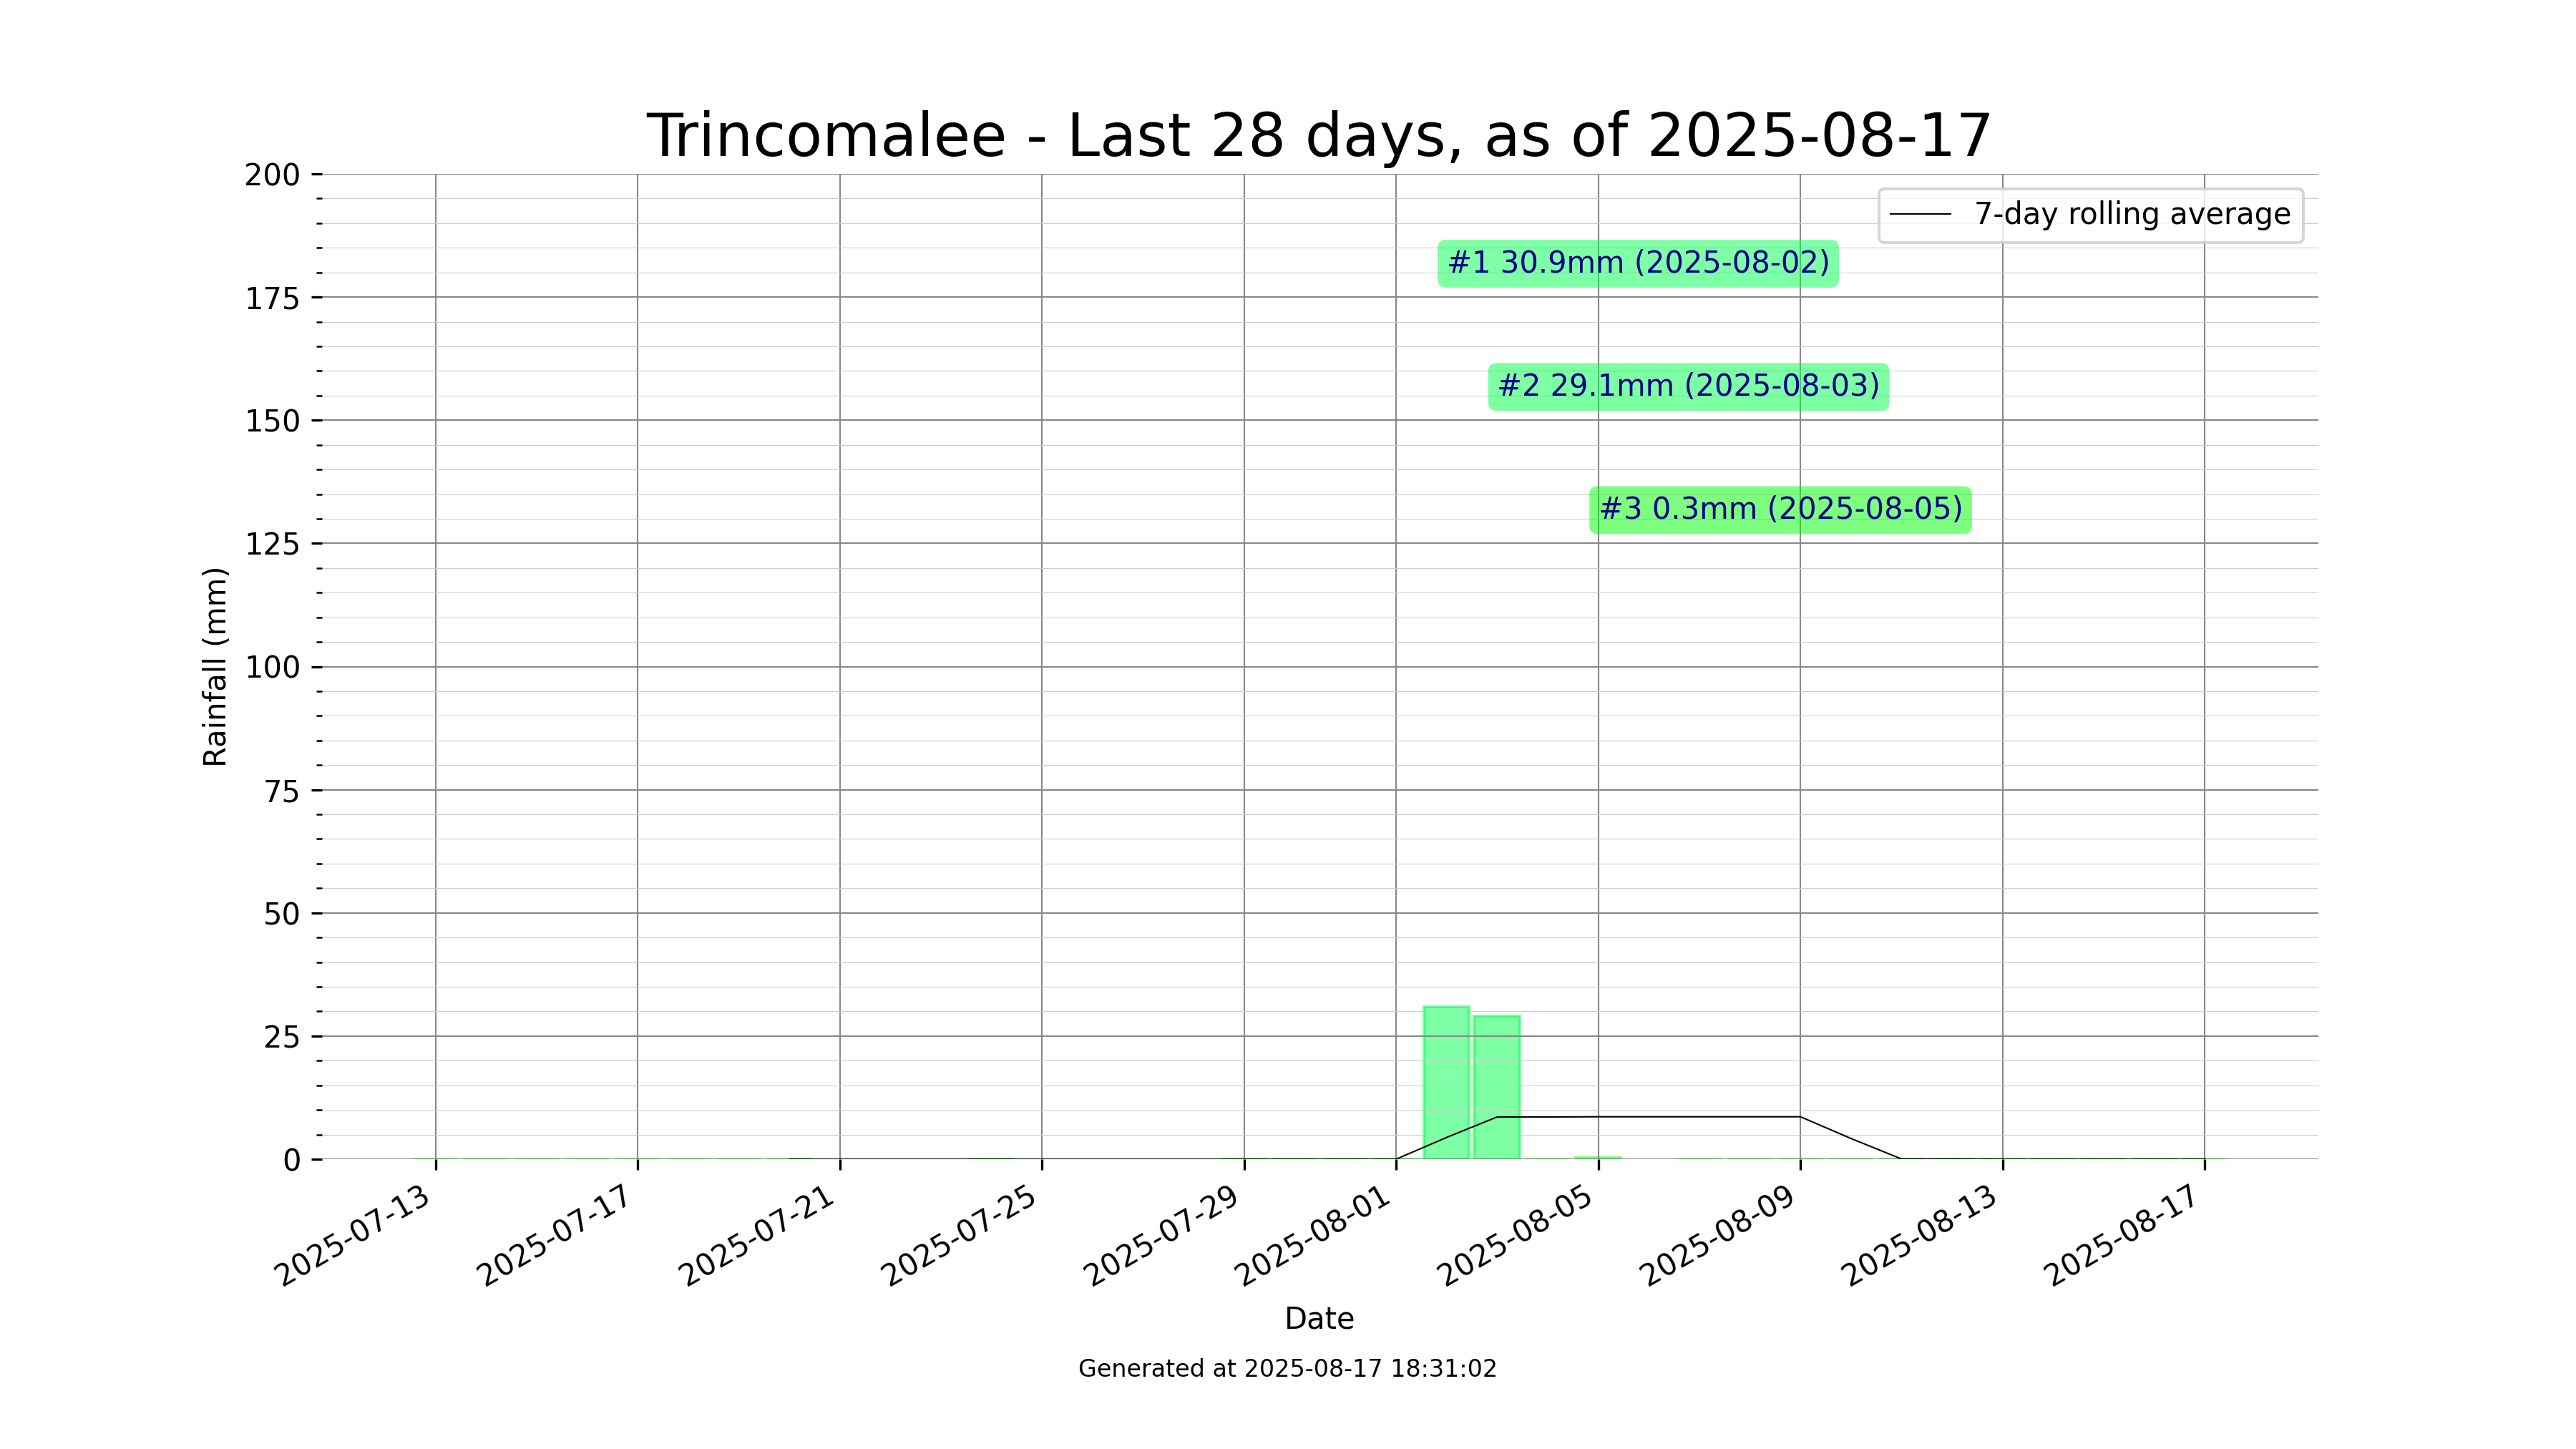 Trincomalee - Last 28 days, as of 2025-08-17
7-day rolling average
#1 30.9mm (2025-08-02)
#2 29.1mm (2025-08-03)
#3 0.3mm (2025-08-05)
Rainfall (mm)
200
175
150
125
100
75
50
25
0
2025-07-13
2025-07-17
2025-07-21
2025-07-25
2025-07-29
2025-08-01
2025-08-05
2025-08-09
2025-08-13
2025-08-17
Date
Generated at 2025-08-17 18:31:02